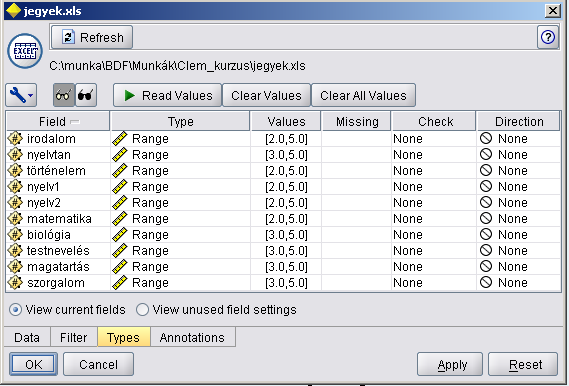 jegyek.xls
EXCEL Refresh ?
C:\munka\BDF\Munkák\Clem_kurzus\jegyek.xls
Read Values Clear Values Clear All Values
Field Type Values Missing Check Direction
irodalom Range [2.0,5.0] None None
nyelvtan Range [3.0,5.0] None None
történelem Range [2.0,5.0] None None
nyelv1 Range [2.0,5.0] None None
nyelv2 Range [2.0,5.0] None None
matematika Range [2.0,5.0] None None
biológia Range [3.0,5.0] None None
testnevelés Range [3.0,5.0] None None
magatartás Range [3.0,5.0] None None
szorgalom Range [3.0,5.0] None None
View current fields View unused field settings
Data Filter Types Annotations
OK Cancel Apply Reset